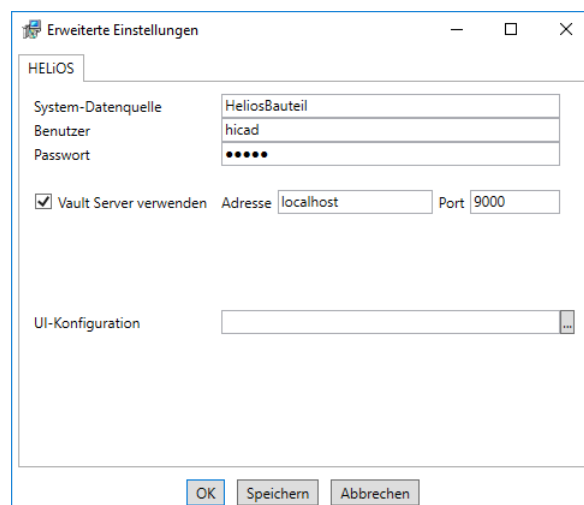 Erweiterte Einstellungen
HELiOS
System-Datenquelle HeliosBauteil
Benutzer hicad
Passwort •••••
Vault Server verwenden Adresse localhost Port 9000
UI-Konfiguration ...
OK Speichern Abbrechen